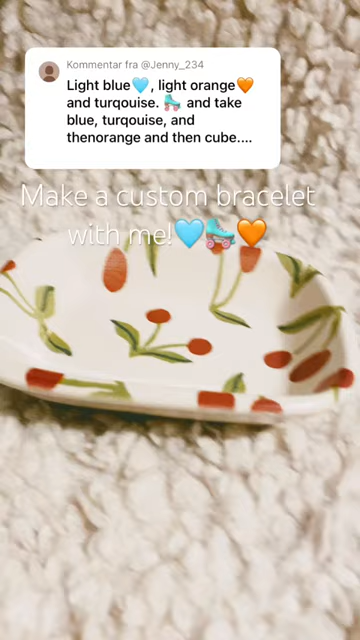 Kommentar fra @Jenny_234
Light blue🩵, light orange🧡
and turqouise. 🛼 and take
blue, turqouise, and
thenorange and then cube....
Make a custom bracelet
with me!🩵🛼🧡